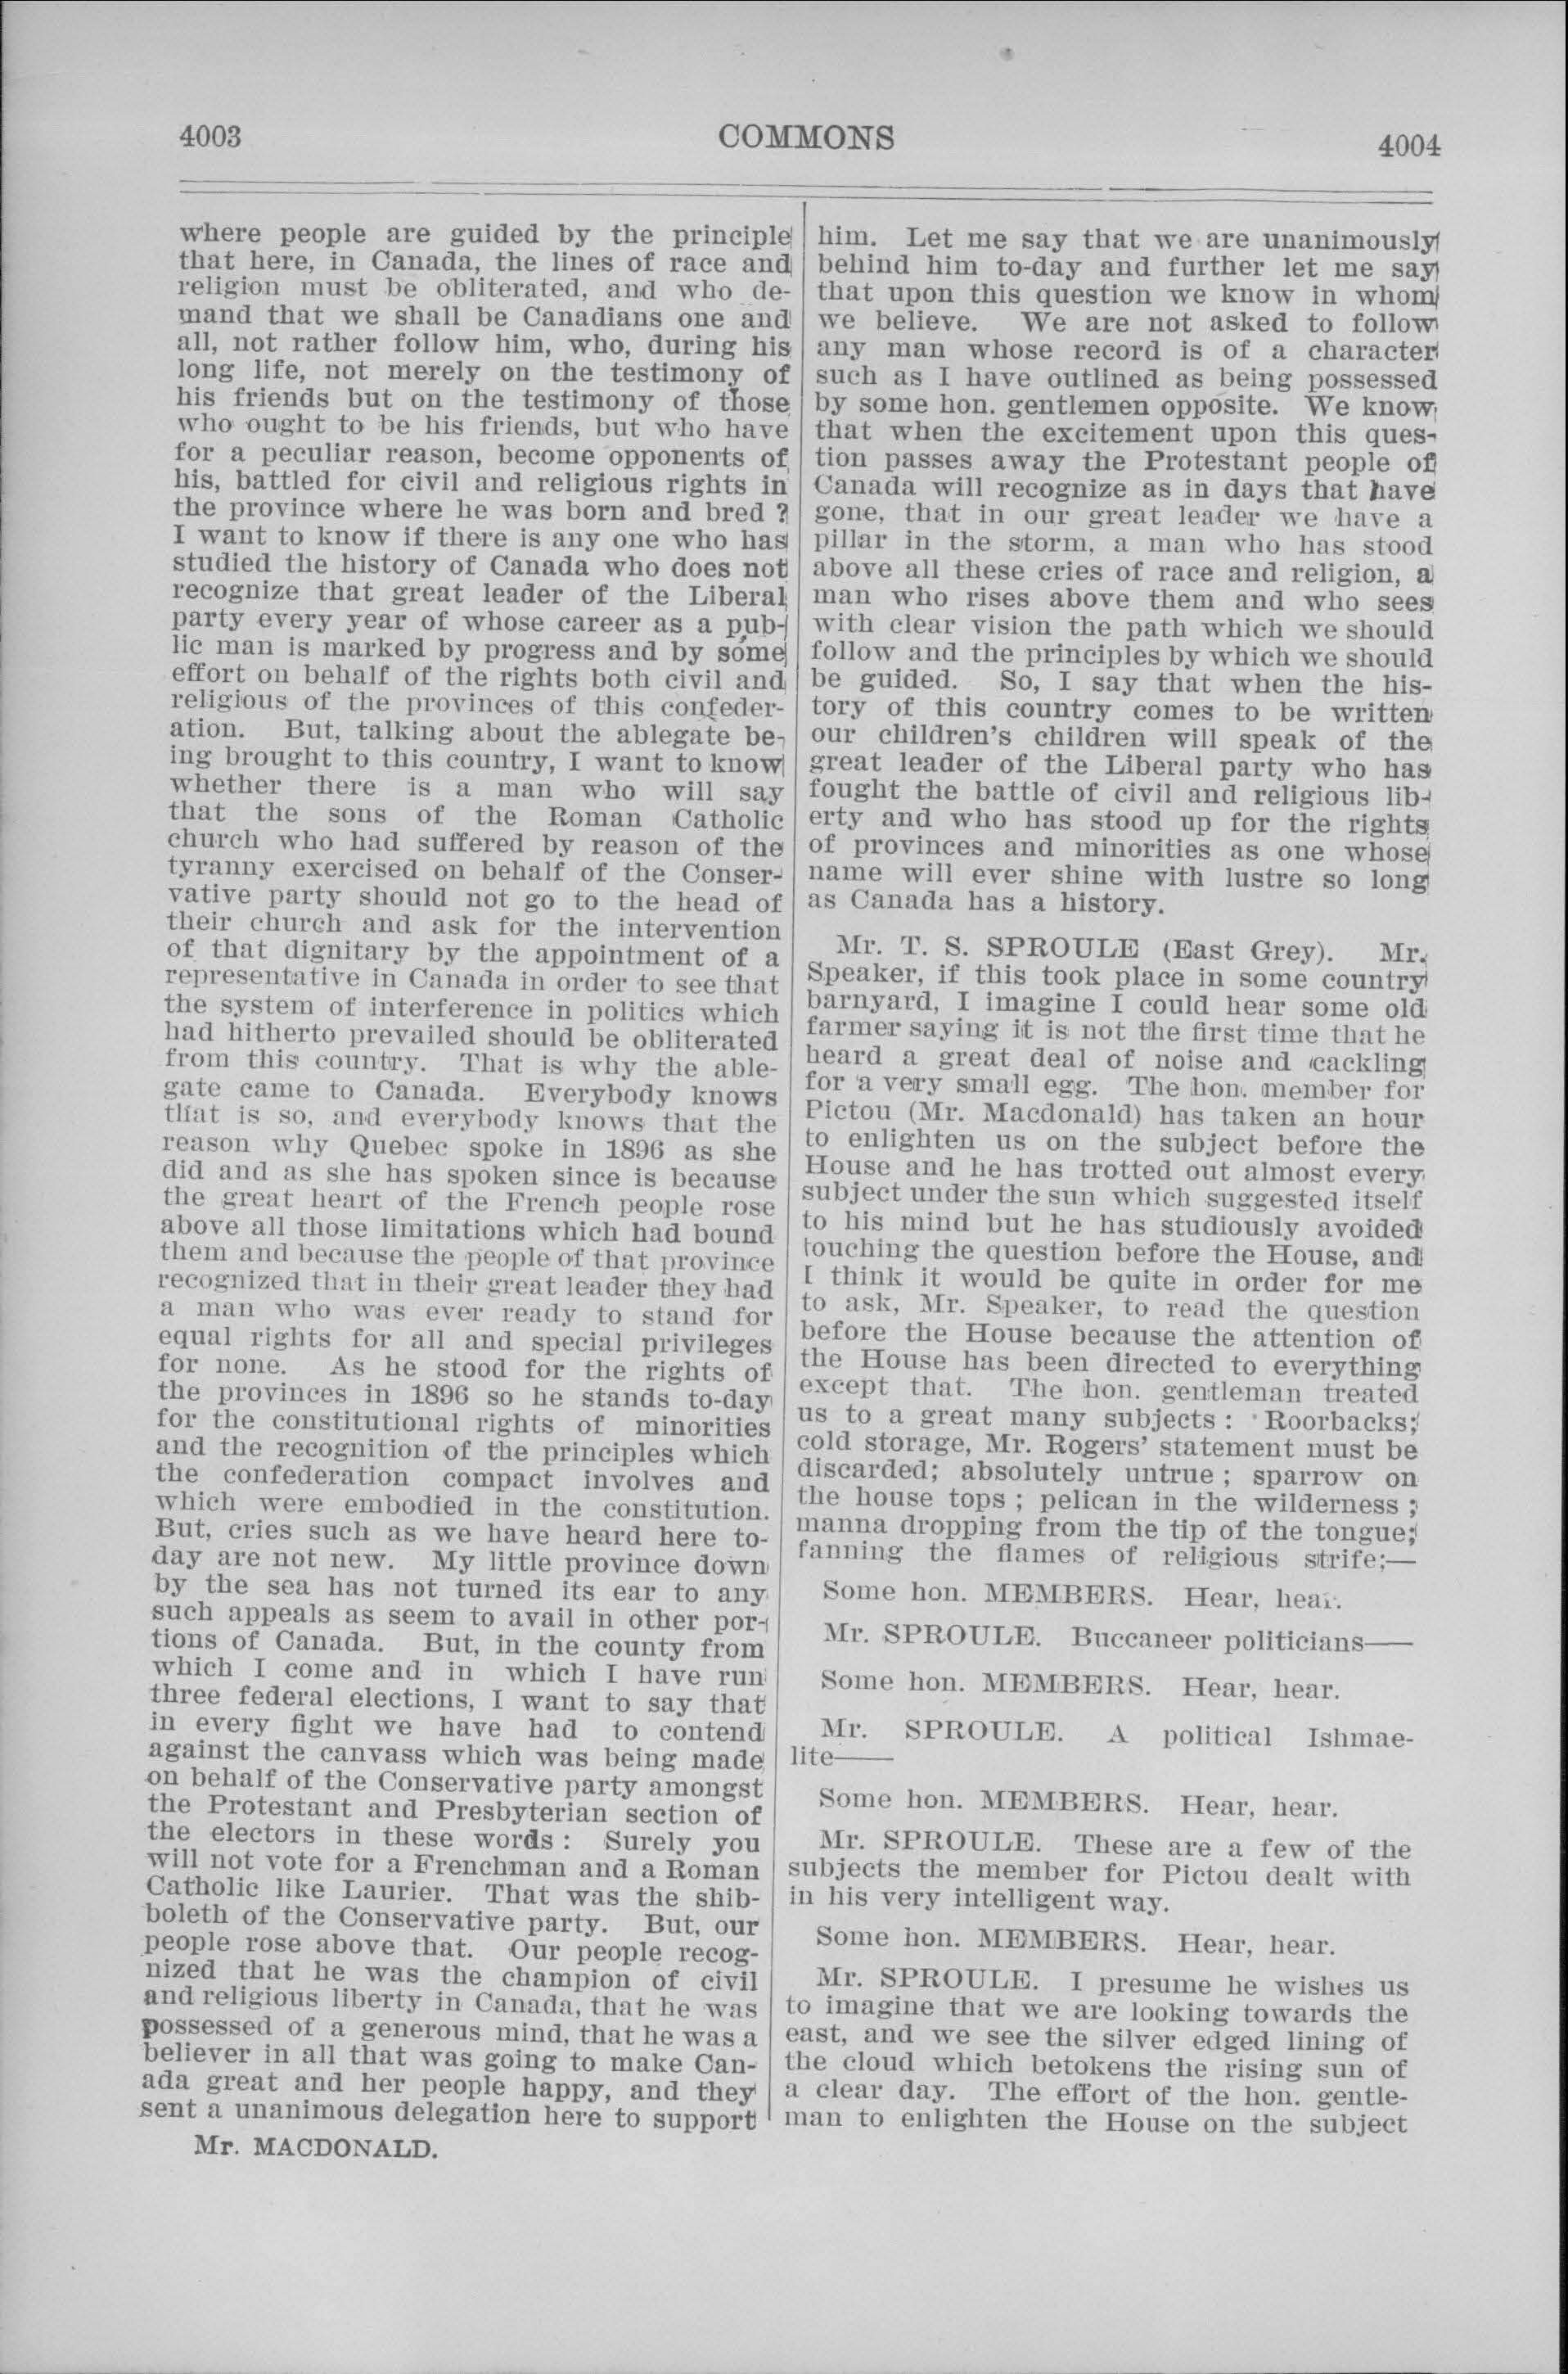 4003
COMMONS
4004
where people are guided by the principle
that here, in Canada, the lines of race and
religion must be obliterated, and who de-
mand that we shall be Canadians one and
all, not rather follow him, who, during his
long life, not merely on the testimony of
his friends but on the testimony of those
who ought to be his friends, but who have
for a peculiar reason, become opponents of
his, battled for civil and religious rights in
the province where he was born and bred ?
I want to know if there is any one who has
studied the history of Canada who does not
recognize that great leader of the Liberal
party every year of whose career as a pub-
lic man is marked by progress and by some
effort on behalf of the rights both civil and
religious of the provinces of this confeder-
ation. But, talking about the ablegate be-
ing brought to this country, I want to know
whether there is a man who will say
that the sons of the Roman Catholic
church who had suffered by reason of the
tyranny exercised on behalf of the Conser-
vative party should not go to the head of
their church and ask for the intervention
of that dignitary by the appointment of a
representative in Canada in order to see that
the system of interference in politics which
had hitherto prevailed should be obliterated
from this country. That is why the able-
gate came to Canada. Everybody knows
that is so, and everybody knows that the
reason why Quebec spoke in 1896 as she
did and as she has spoken since is because
the great heart of the French people rose
above all those limitations which had bound
them and because the people of that province
recognized that in their great leader they had
a man who was ever ready to stand for
equal rights for all and special privileges
for none. As he stood for the rights of
the provinces in 1896 so he stands to-day
for the constitutional rights of minorities
and the recognition of the principles which
the confederation compact involves and
which were embodied in the constitution.
But, cries such as we have heard here to-
day are not new. My little province down
by the sea has not turned its ear to any
such appeals as seem to avail in other por-
tions of Canada. But, in the county from
which I come and in which I have run
three federal elections, I want to say that
in every fight we have had to contend
against the canvass which was being made
on behalf of the Conservative party amongst
the Protestant and Presbyterian section of
the electors in these words : Surely you
will not vote for a Frenchman and a Roman
Catholic like Laurier. That was the shib-
boleth of the Conservative party. But, our
people rose above that. Our people recog-
nized that he was the champion of civil
and religious liberty in Canada, that he was
possessed of a generous mind, that he was a
believer in all that was going to make Can-
ada great and her people happy, and they
sent a unanimous delegation here to support
Mr. MACDONALD.
him. Let me say that we are unanimously
behind him to-day and further let me say
that upon this question we know in whom
we believe. We are not asked to follow
any man whose record is of a character
such as I have outlined as being possessed
by some hon. gentlemen opposite. We know
that when the excitement upon this ques-
tion passes away the Protestant people of
Canada will recognize as in days that have
gone, that in our great leader we have a
pillar in the storm, a man who has stood
above all these cries of race and religion, a
man who rises above them and who sees
with clear vision the path which we should
follow and the principles by which we should
be guided. So, I say that when the his-
tory of this country comes to be written
our children's children will speak of the
great leader of the Liberal party who has
fought the battle of civil and religious lib-
erty and who has stood up for the rights
of provinces and minorities as one whose
name will ever shine with lustre so long
as Canada has a history.
Mr. T. S. SPROULE (East Grey). Mr.
Speaker, if this took place in some country
barnyard, I imagine I could hear some old
farmer saying it is not the first time that he
heard a great deal of noise and cackling
for a very small egg. The hon. member for
Pictou (Mr. Macdonald) has taken an hour
to enlighten us on the subject before the
House and he has trotted out almost every
subject under the sun which suggested itself
to his mind but he has studiously avoided
touching the question before the House, and
I think it would be quite in order for me
to ask, Mr. Speaker, to read the question
before the House because the attention of
the House has been directed to everything
except that. The hon. gentleman treated
us to a great many subjects : Roorbacks;
cold storage, Mr. Rogers' statement must be
discarded; absolutely untrue ; sparrow on
the house tops ; pelican in the wilderness ;
manna dropping from the tip of the tongue;
fanning the flames of religious strife;—
Some hon. MEMBERS. Hear, hear.
Mr. SPROULE. Buccaneer politicians——
Some hon. MEMBERS. Hear, hear.
Mr. SPROULE. A political Ishmae-
lite——
Some hon. MEMBERS. Hear, hear.
Mr. SPROULE. These are a few of the
subjects the member for Pictou dealt with
in his very intelligent way.
Some hon. MEMBERS. Hear, hear.
Mr. SPROULE. I presume he wishes us
to imagine that we are looking towards the
east, and we see the silver edged lining of
the cloud which betokens the rising sun of
a clear day. The effort of the hon. gentle-
man to enlighten the House on the subject